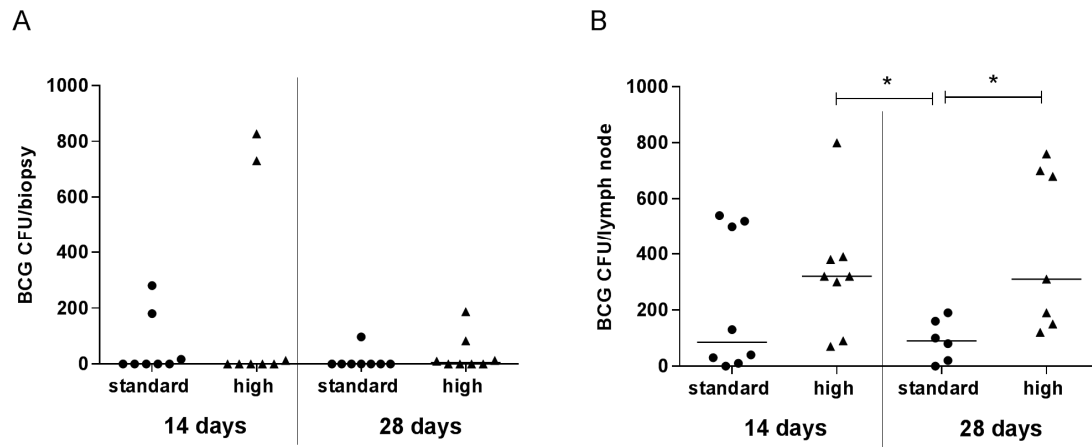 A
BCG CFU/biopsy
1000
800
600
400
200
0
standard high standard high
14 days 28 days
B
BCG CFU/lymph node
1000
800
600
400
200
0
* *
standard high standard high
14 days 28 days